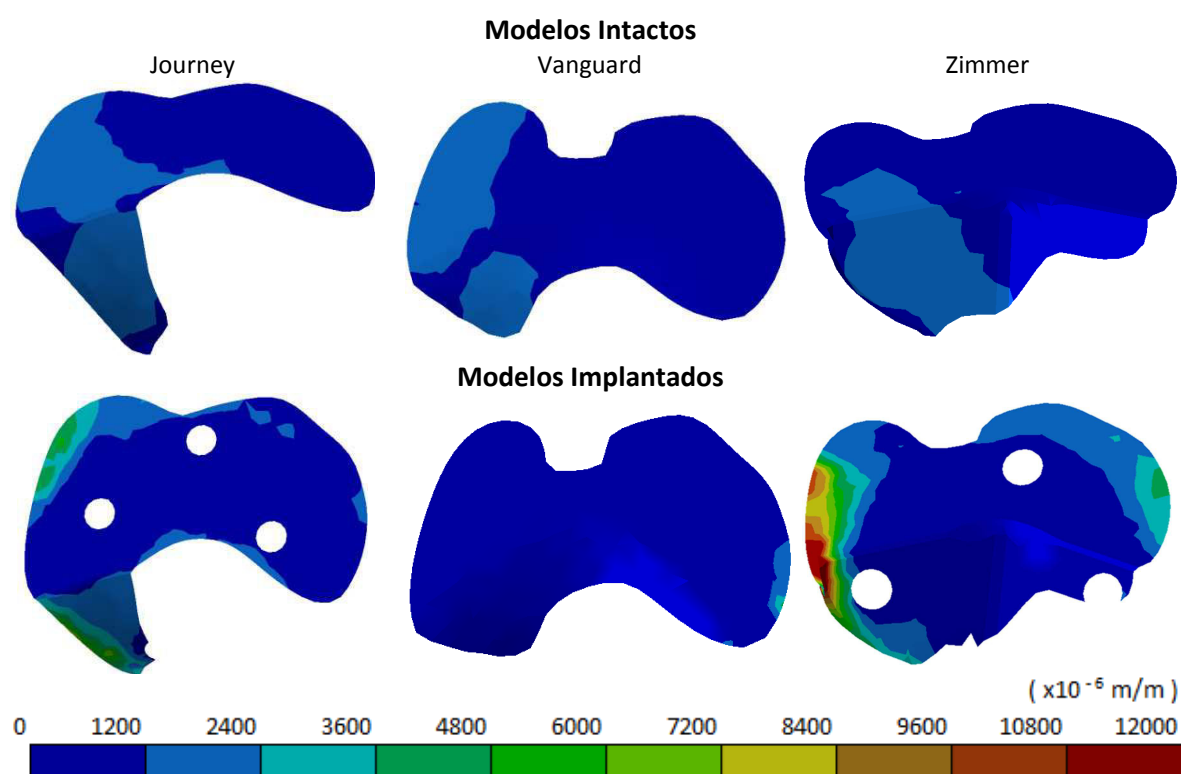 Modelos Intactos
Journey Vanguard Zimmer
Modelos Implantados
( x10 ⁻⁶ m/m )
0 1200 2400 3600 4800 6000 7200 8400 9600 10800 12000